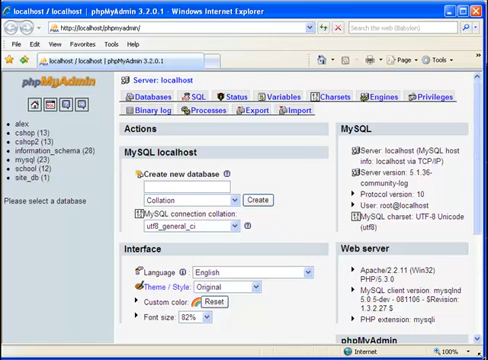 localhost / localhost | phpMyAdmin 3.2.0.1 - Windows Internet Explorer
http://localhost/phpmyadmin/
Search the web (Babylon)
File Edit View Favorites Tools Help
localhost / localhost | phpMyAdmin 3.2.0.1
Page Tools
phpMyAdmin
alex
cshop (13)
cshop2 (13)
information_schema (28)
mysql (23)
school (12)
site_db (1)
Please select a database
Server: localhost
Databases SQL Status Variables Charsets Engines Privileges
Binary log Processes Export Import
Actions
MySQL localhost
Create new database
Collation Create
MySQL connection collation:
utf8_general_ci
Interface
Language : English
Theme / Style: Original
Custom color: Reset
Font size: 82%
MySQL
Server: localhost (MySQL host
info: localhost via TCP/IP)
Server version: 5.1.36-
community-log
Protocol version: 10
User: root@localhost
MySQL charset: UTF-8 Unicode
(utf8)
Web server
Apache/2.2.11 (Win32)
PHP/5.3.0
MySQL client version: mysqlnd
5.0.5-dev - 081106 - $Revision:
1.3.2.27 $
PHP extension: mysqli
phpMyAdmin
Internet 100%